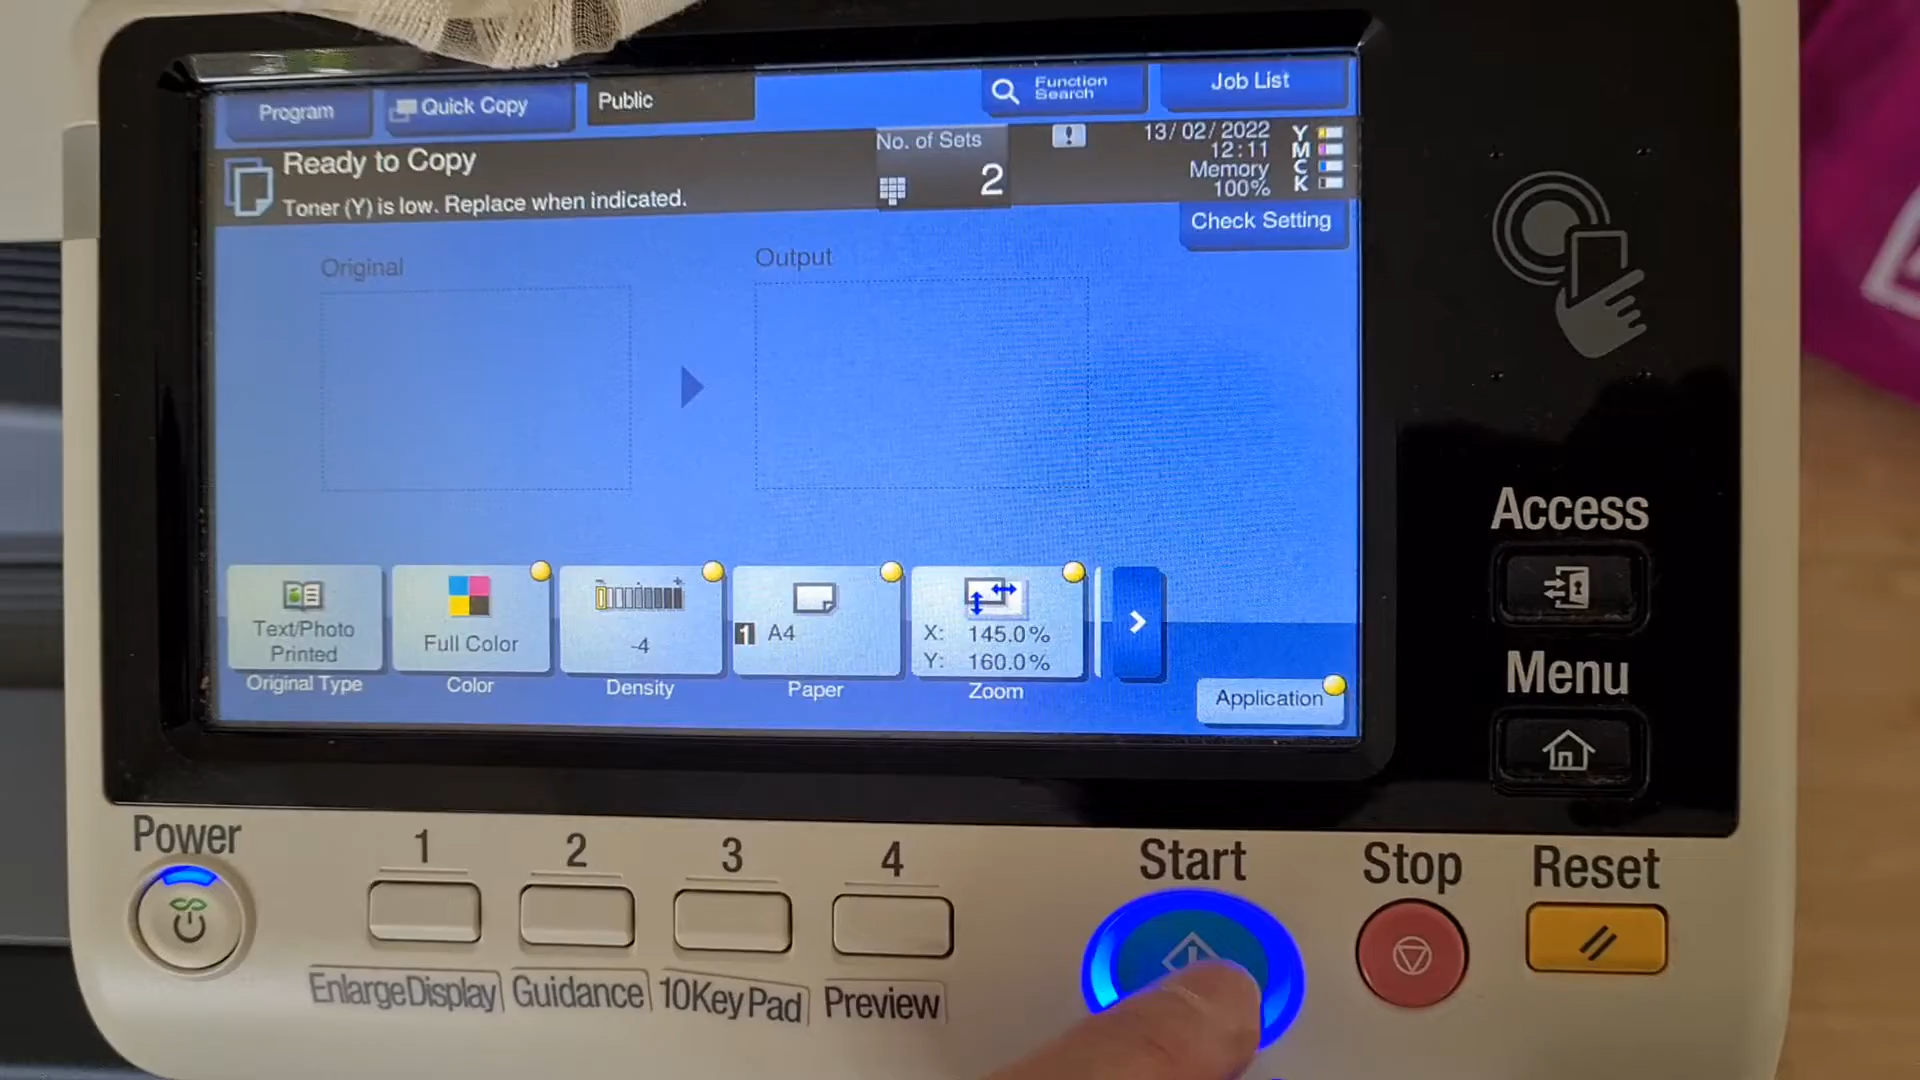 Program
Quick Copy
Public
Function
Search
Job List
Ready to Copy
Toner (Y) is low. Replace when indicated.
No. of Sets
2
!
13/02/2022
12:11
Memory
100%
Y
M
C
K
Check Setting
Original
Output
Text/Photo
Printed
Original Type
Full Color
Color
- +
-4
Density
1 A4
Paper
X: 145.0%
Y: 160.0%
Zoom
Application
Access
Menu
Power
1
2
3
4
Start
Stop
Reset
Enlarge Display
Guidance
10 Key Pad
Preview